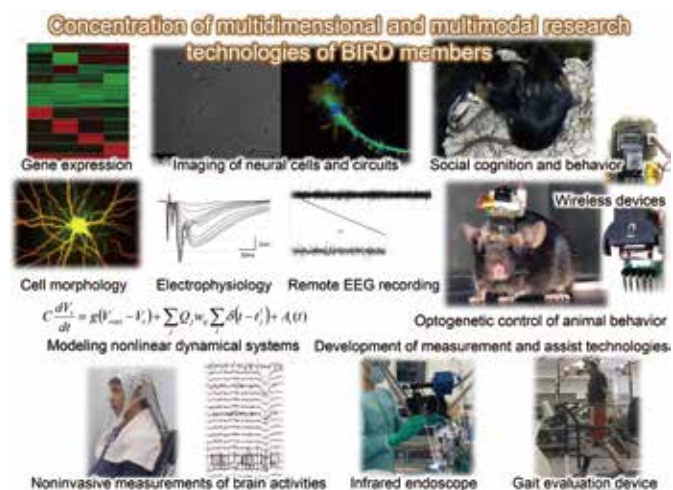 Concentration of multidimensional and multimodal research
technologies of BIRD members
Gene expression
Imaging of neural cells and circuits
Social cognition and behavior
Wireless devices
Cell morphology
Electrophysiology
Remote EEG recording
Optogenetic control of animal behavior
Modeling nonlinear dynamical systems
Development of measurement and assist technologies
Noninvasive measurements of brain activities
Infrared endoscope
Gait evaluation device